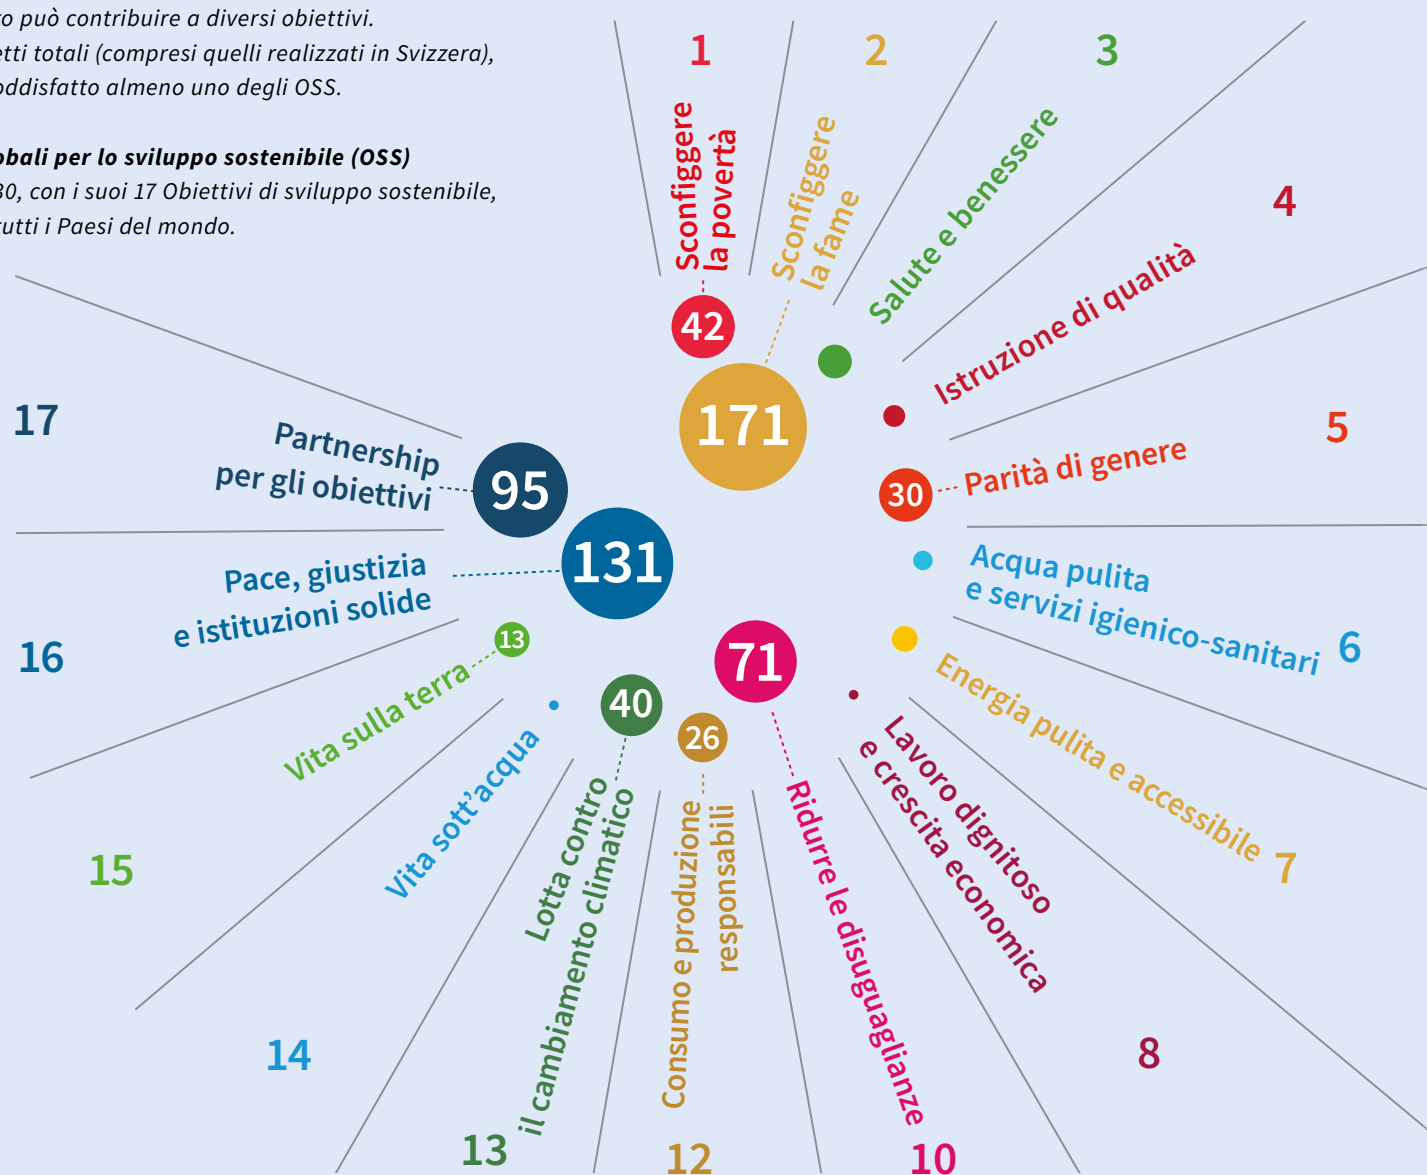 può contribuire a diversi obiettivi.
totali (compresi quelli realizzati in Svizzera),
almeno uno degli OSS.
per lo sviluppo sostenibile (OSS)
con i suoi 17 Obiettivi di sviluppo sostenibile,
i Paesi del mondo.
1
Sconfiggere
la povertà
42
2
Sconfiggere
la fame
171
3
Salute e benessere
4
Istruzione di qualità
5
Parità di genere
30
6
Acqua pulita
e servizi igienico-sanitari
7
Energia pulita e accessibile
8
Lavoro dignitoso
e crescita economica
10
Ridurre le disuguaglianze
71
12
Consumo e produzione
responsabili
26
13
Lotta contro
il cambiamento climatico
40
14
Vita sott’acqua
15
Vita sulla terra
13
16
Pace, giustizia
e istituzioni solide
131
17
Partnership
per gli obiettivi
95